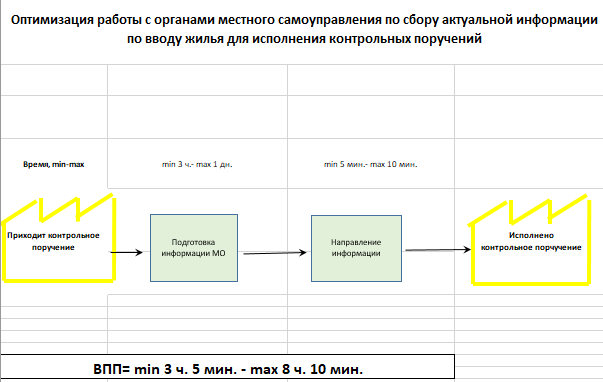 Оптимизация работы с органами местного самоуправления по сбору актуальной информации
по вводу жилья для исполнения контрольных поручений
Время, min-max
min 3 ч.- max 1 дн.
min 5 мин.- max 10 мин.
Приходит контрольное
поручение
Подготовка
информации МО
Направление
информации
Исполнено
контрольное порчучение
ВПП= min 3 ч. 5 мин. - max 8 ч. 10 мин.